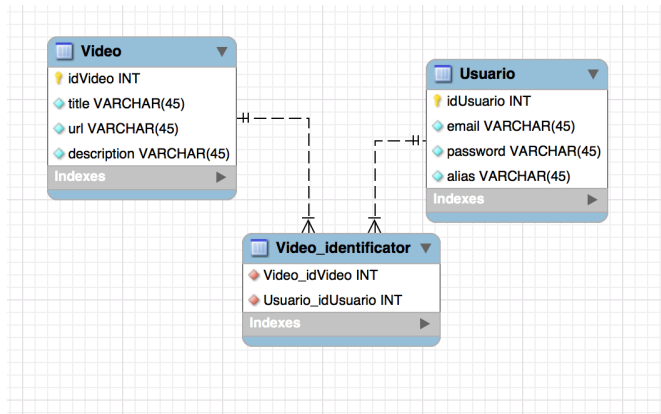 Video
idVideo INT
title VARCHAR(45)
url VARCHAR(45)
description VARCHAR(45)
Indexes
Usuario
idUsuario INT
email VARCHAR(45)
password VARCHAR(45)
alias VARCHAR(45)
Indexes
Video_identificator
Video_idVideo INT
Usuario_idUsuario INT
Indexes